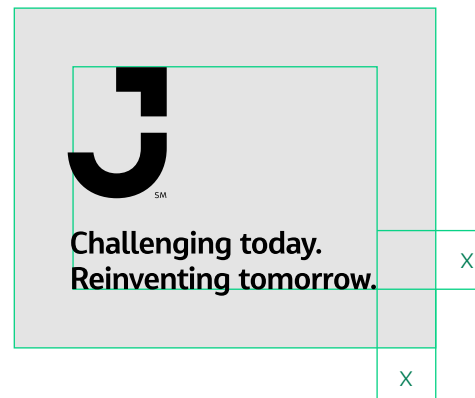 J
SM
Challenging today.
Reinventing tomorrow.
X
X